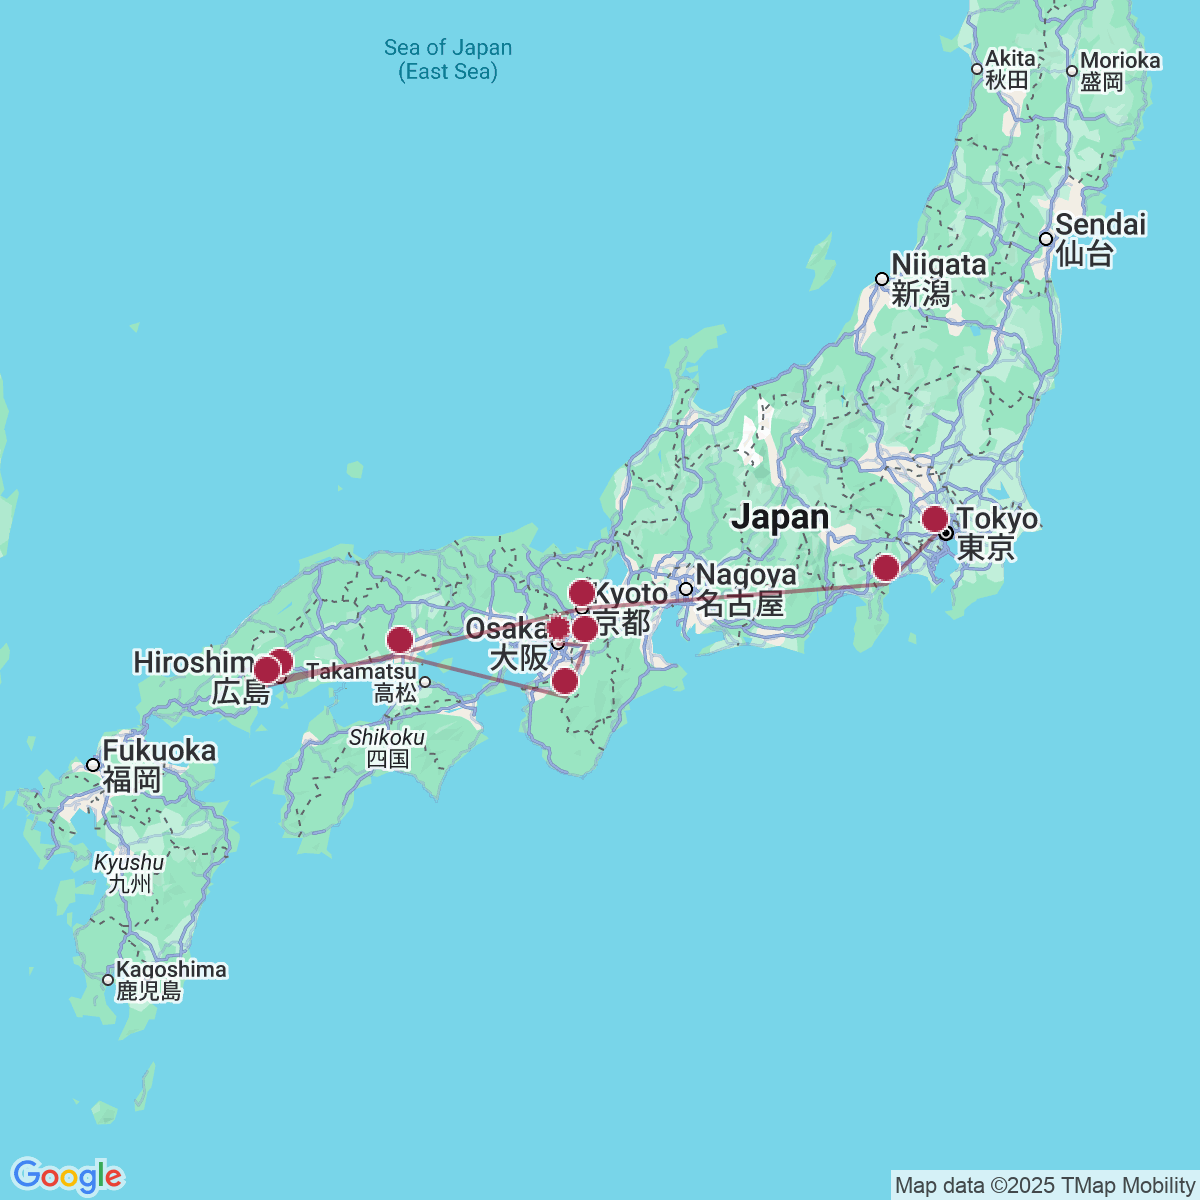 Sea of Japan
(East Sea)
Akita
秋田
Morioka
盛岡
Sendai
仙台
Niigata
新潟
Japan
Tokyo
東京
Nagoya
名古屋
Kyoto
京都
Osaka
大阪
Hiroshim
広島
Takamatsu
高松
Shikoku
四国
Fukuoka
福岡
Kyushu
九州
Kagoshima
鹿児島
Google
Map data ©2025 TMap Mobility